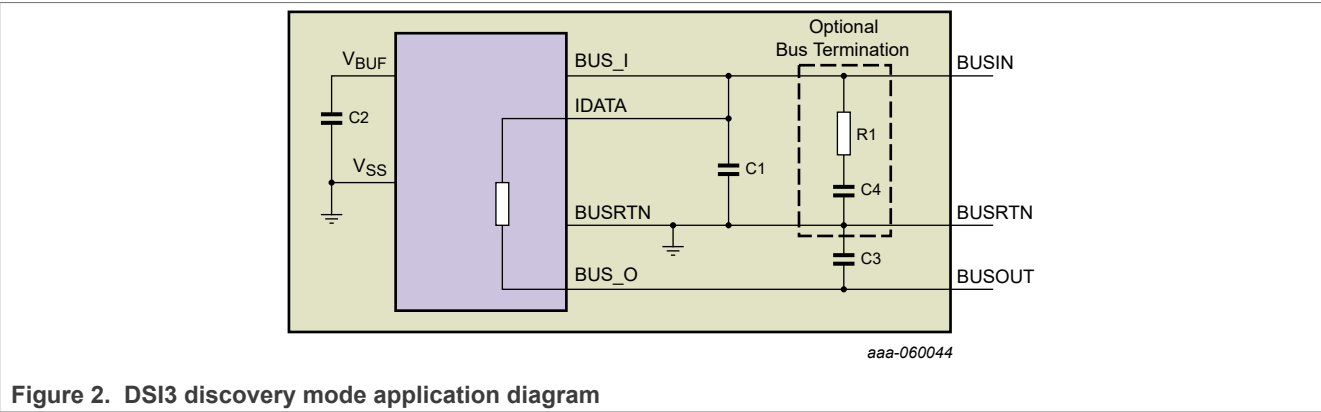 Optional
Bus Termination
VBUF
BUS_I
BUSIN
IDATA
C2
R1
VSS
C1
C4
BUSRTN
BUSRTN
C3
BUS_O
BUSOUT
aaa-060044
Figure 2. DSI3 discovery mode application diagram